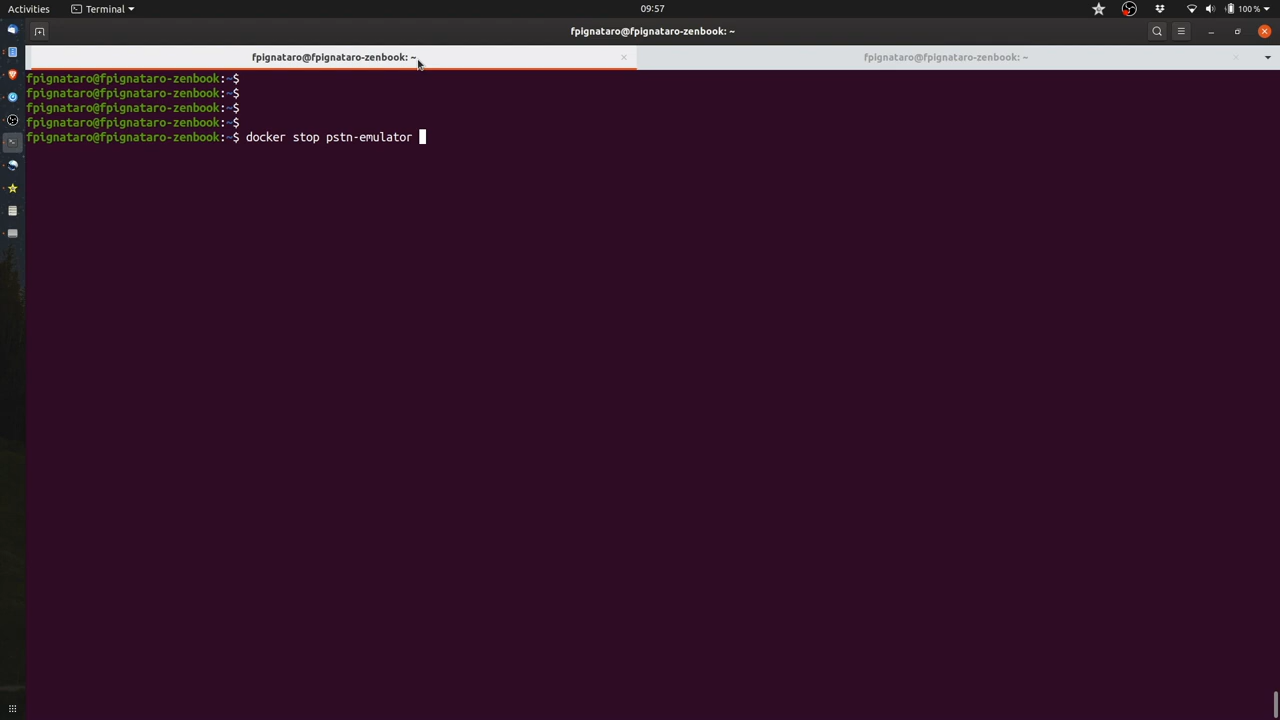 Activities Terminal 09:57 100 %
fpignataro@fpignataro-zenbook: ~
fpignataro@fpignataro-zenbook: ~ fpignataro@fpignataro-zenbook: ~
fpignataro@fpignataro-zenbook:~$
fpignataro@fpignataro-zenbook:~$
fpignataro@fpignataro-zenbook:~$
fpignataro@fpignataro-zenbook:~$
fpignataro@fpignataro-zenbook:~$ docker stop pstn-emulator